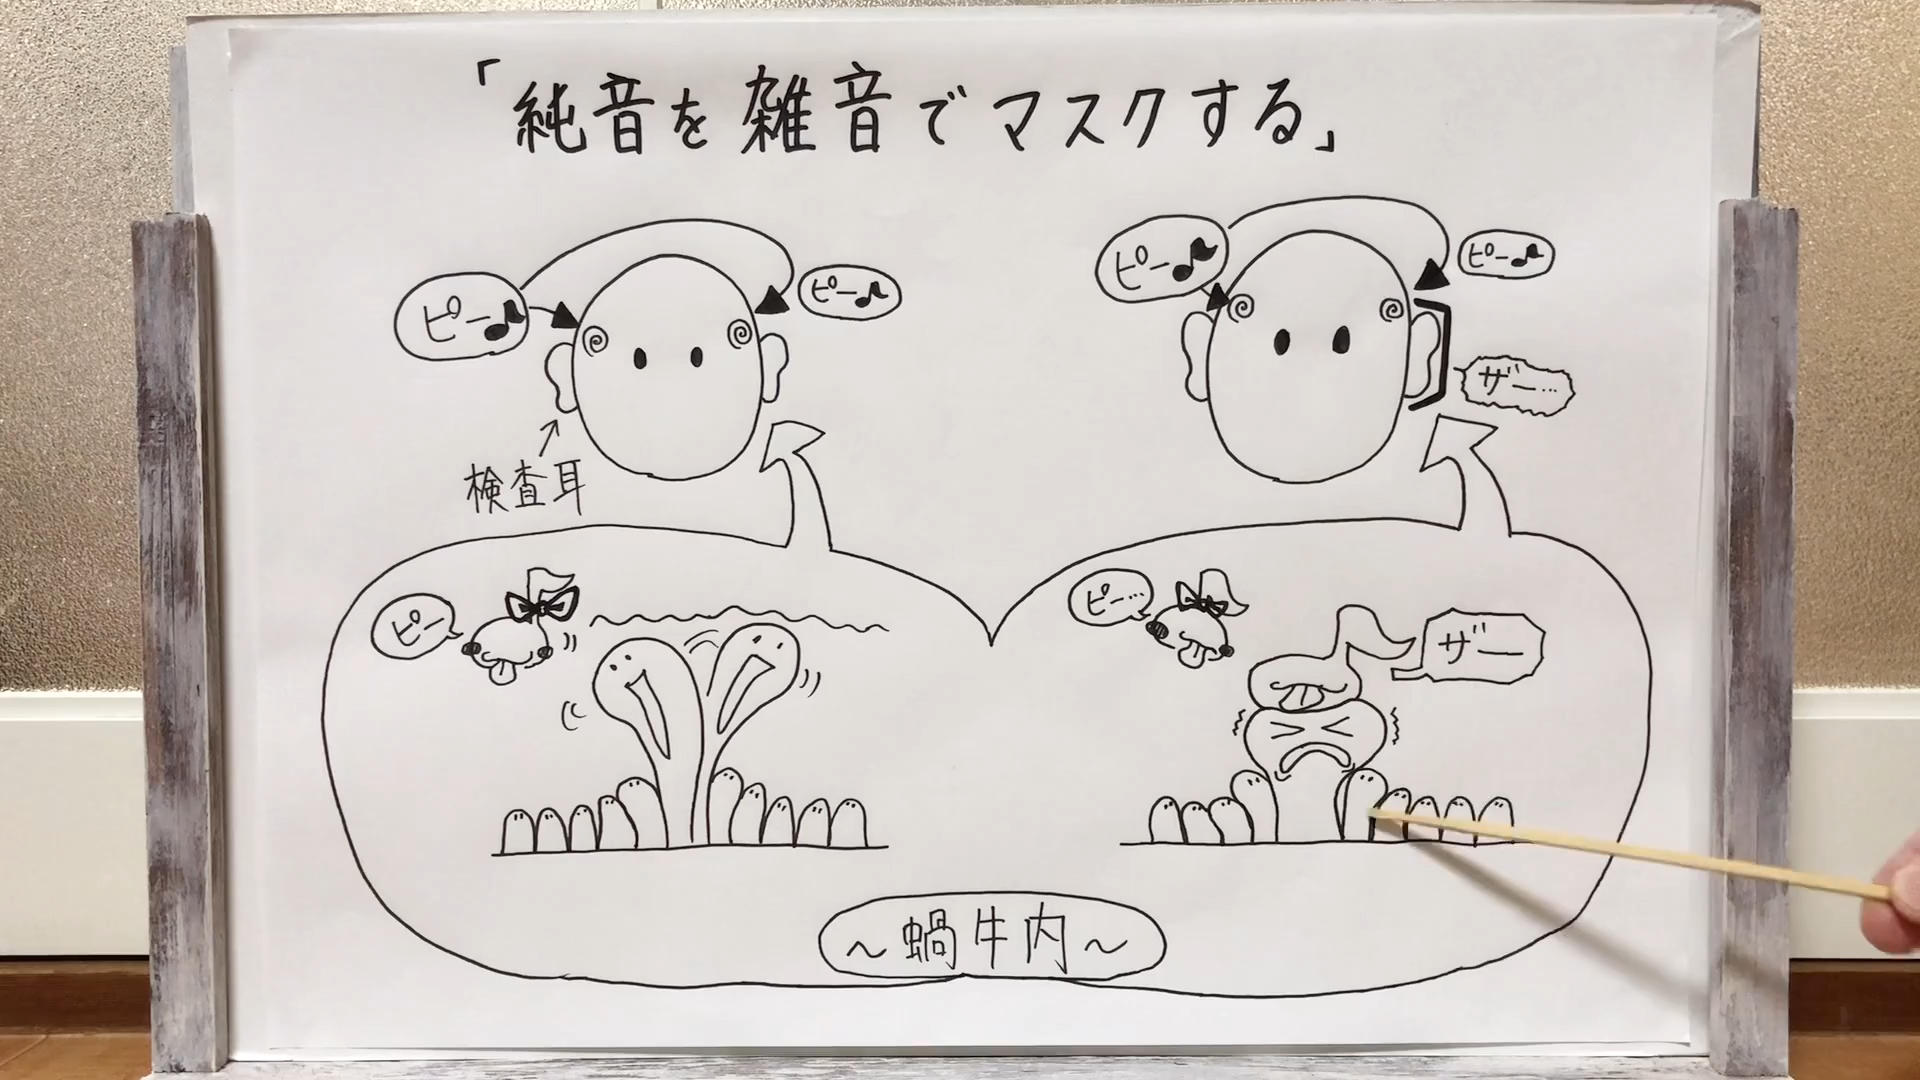 「純音を雑音でマスクする」
ピー♪
ピー♪
検査耳
ピー♪
ピー♪
ザー…
ピー
ピー…
ザー
～蝸牛内～